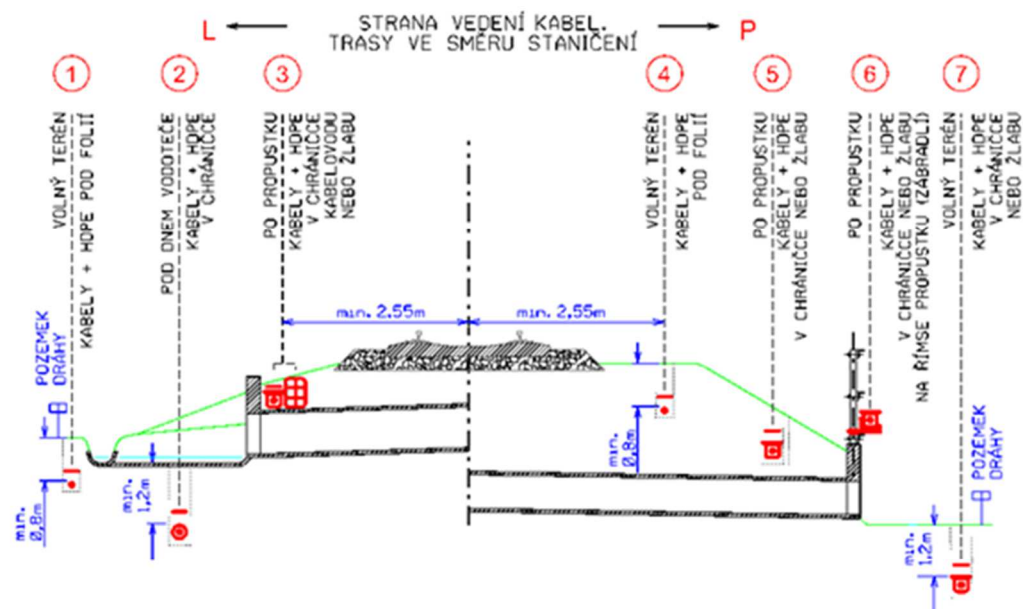 STRANA VEDENÍ KABEL.
TRASY VE SMĚRU STANIČENÍ
L
P
1
2
3
4
5
6
7
VOLNÝ TERÉN
KABELY + HDPE POD FOLIÍ
POD DNEM VODOTEČE
KABELY + HDPE
V CHRÁNIČCE
PO PROPUSTKU
KABELY + HDPE
V CHRÁNIČCE
KABELOVODU
NEBO ŽLABU
VOLNÝ TERÉN
KABELY + HDPE
POD FOLIÍ
PO PROPUSTKU
KABELY + HDPE
V CHRÁNIČCE NEBO ŽLABU
PO PROPUSTKU
KABELY + HDPE
V CHRÁNIČCE NEBO ŽLABU
NA ŘÍMSE PROPUSTKU (ZÁBRADLÍ)
VOLNÝ TERÉN
KABELY + HDPE
V CHRÁNIČCE
NEBO ŽLABU
min. 2,55m
min. 2,55m
POZEMEK
DRÁHY
min.
0,8m
min.
1,2m
min.
0,8m
POZEMEK
DRÁHY
min.
1,2m